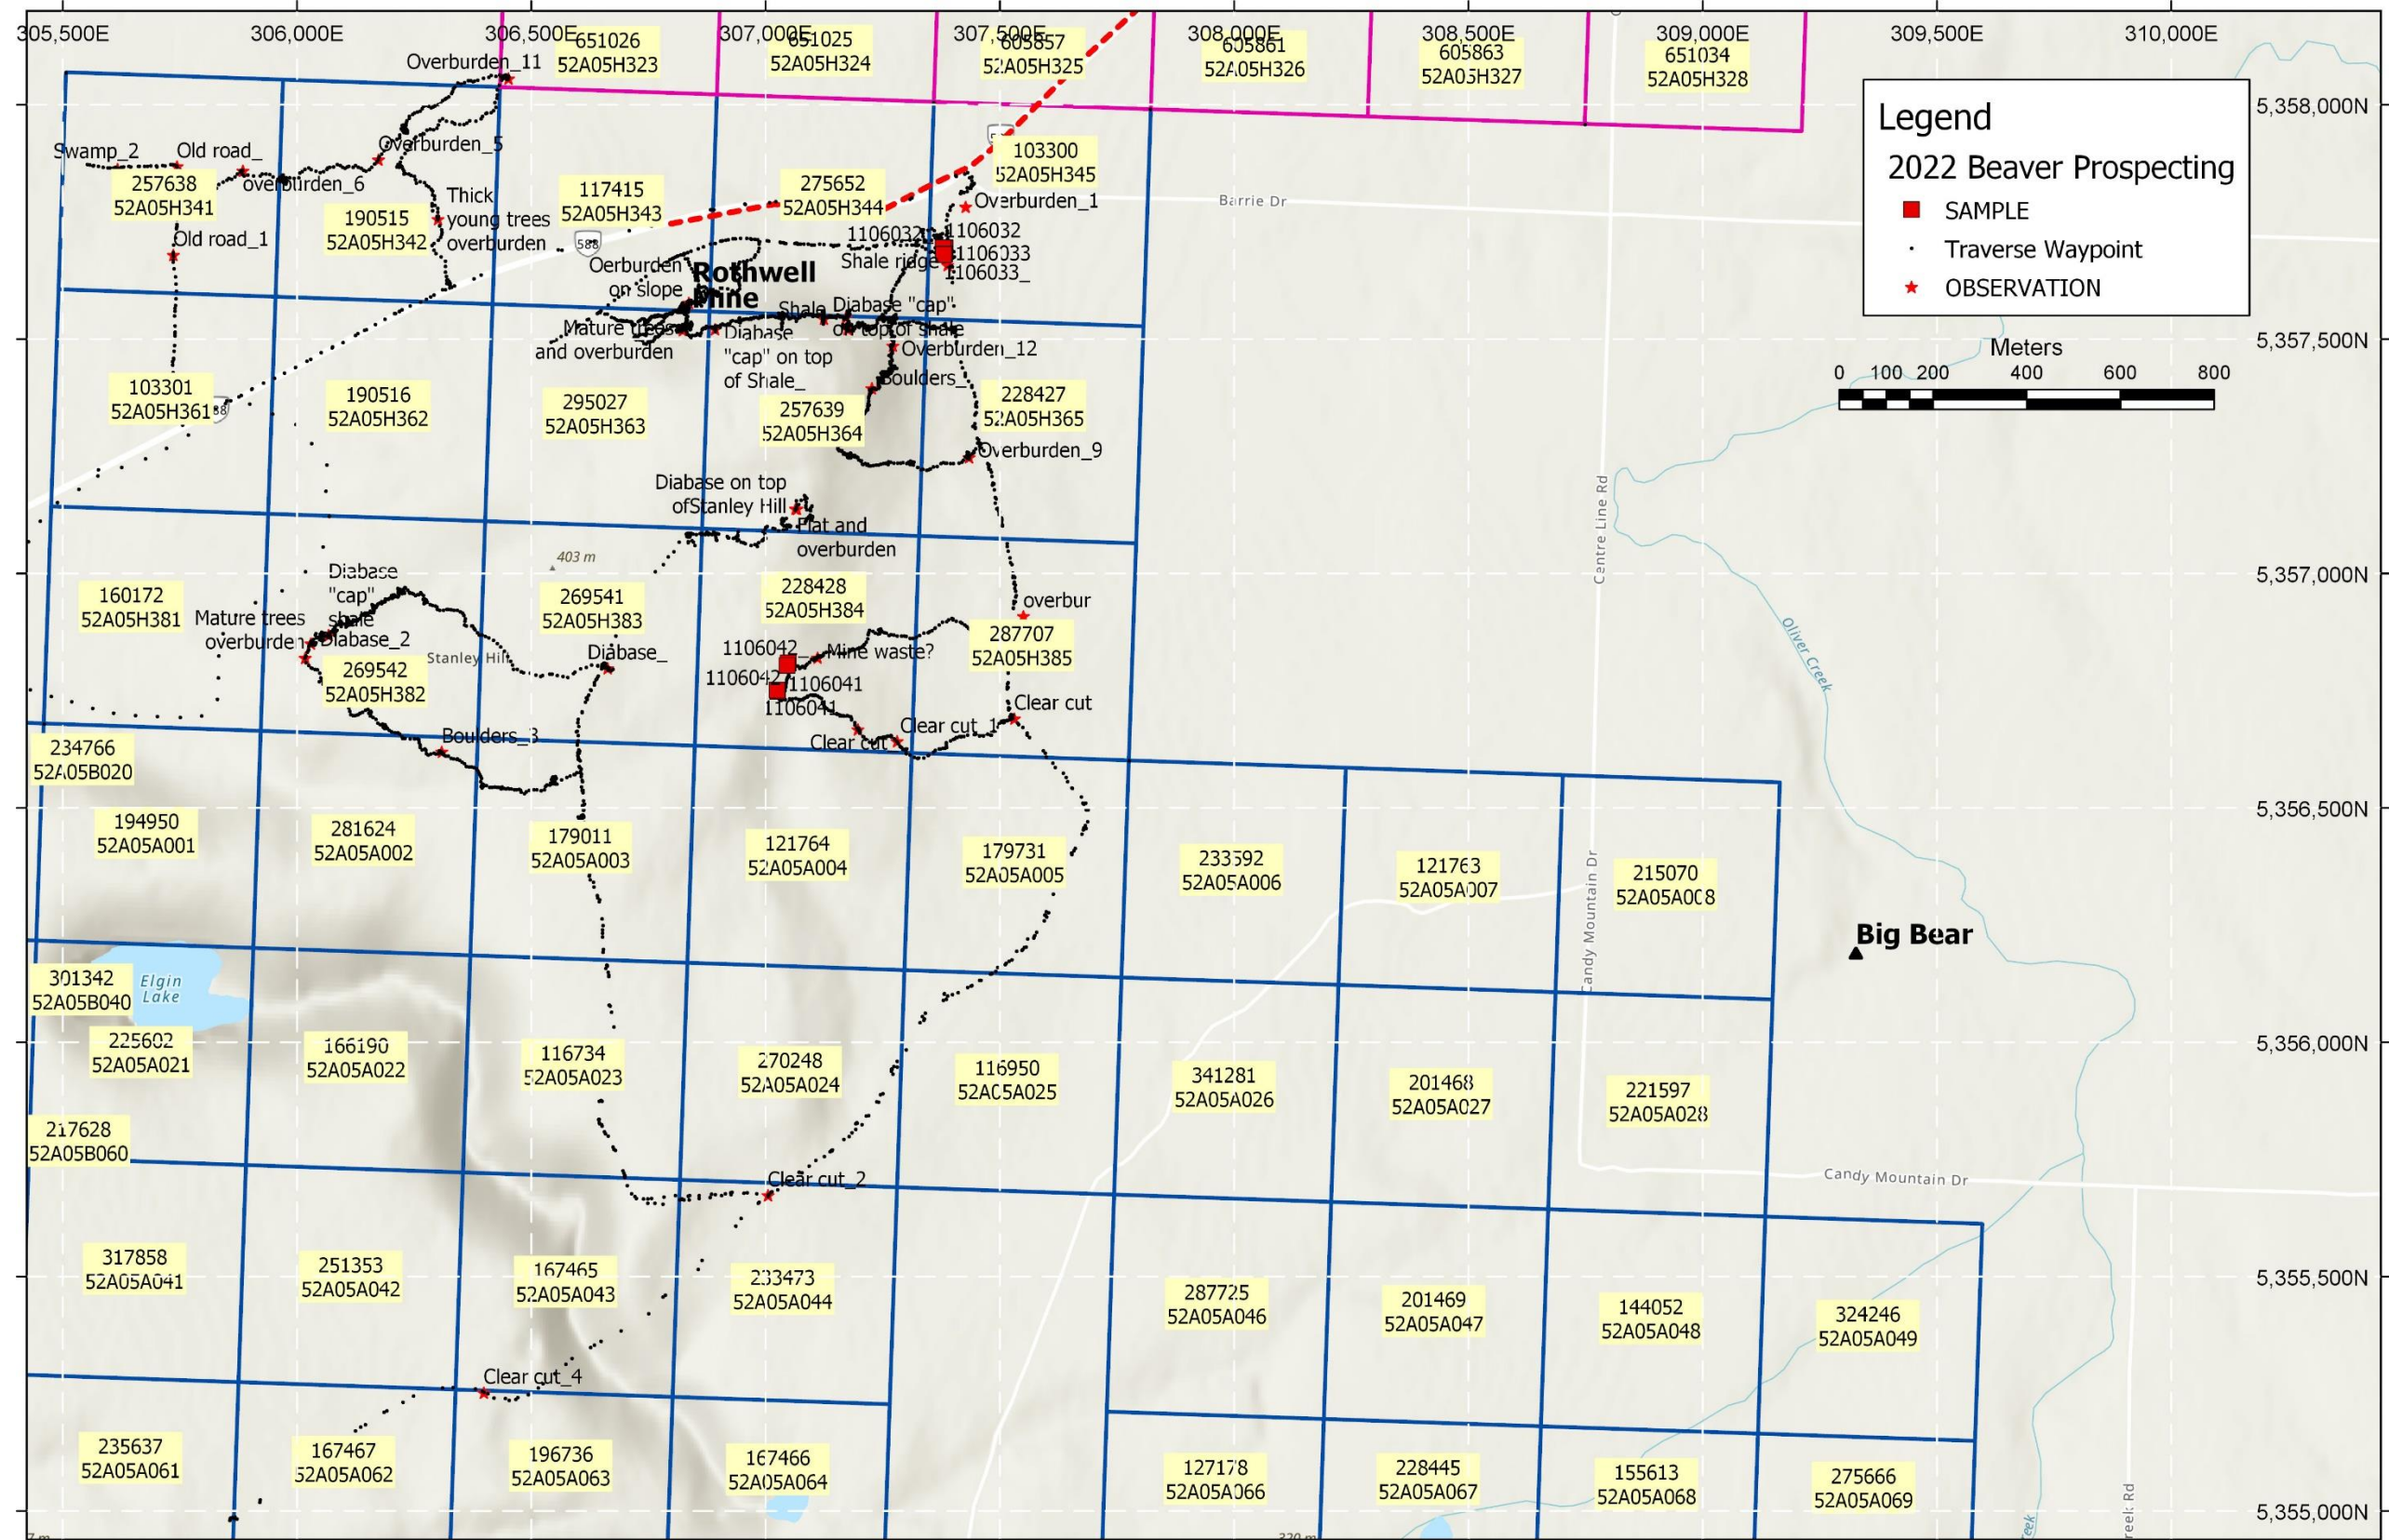 305,500E
306,000E
306,500E
307,000E
307,500E
308,000E
308,500E
309,000E
309,500E
310,000E
651026
52A05H323
651025
52A05H324
605857
52A05H325
605861
52A05H326
605863
52A05H327
651034
52A05H328
Overburden_11
Legend
2022 Beaver Prospecting
SAMPLE
Traverse Waypoint
OBSERVATION
5,358,000N
Swamp_2
Old road_
Overburden_5
overburden_6
257638
52A05H341
190515
52A05H342
Thick
young trees
overburden
117415
52A05H343
275652
52A05H344
103300
52A05H345
Barrie Dr
Overburden_1
Old road_1
588
1106032
1106032
1106033
1106033_
Shale ridge
Oerburden
on slope
Rothwell
Mine
Shale
Diabase "cap"
on top of shale
Mature trees
and overburden
Diabase
"cap" on top
of Shale_
Overburden_12
Boulders_
Meters
0 100 200 400 600 800
5,357,500N
103301
52A05H361
190516
52A05H362
295027
52A05H363
257639
52A05H364
228427
52A05H365
Overburden_9
Diabase on top
ofStanley Hill
Flat and
overburden
Centre Line Rd
403 m
5,357,000N
160172
52A05H381
Diabase
"cap"
shale
Mature trees
overburden
Diabase_2
269541
52A05H383
228428
52A05H384
overbur
287707
52A05H385
Oliver Creek
269542
52A05H382
Stanley Hill
Diabase_
1106042_
Mine waste?
1106042
1106041
1106041
Clear cut
Clear cut_1
Clear cut_
Boulders_3
234766
52A05B020
5,356,500N
194950
52A05A001
281624
52A05A002
179011
52A05A003
121764
52A05A004
179731
52A05A005
233592
52A05A006
121763
52A05A007
215070
52A05A008
Candy Mountain Dr
Big Bear
301342
52A05B040
Elgin
Lake
5,356,000N
225602
52A05A021
166190
52A05A022
116734
52A05A023
270248
52A05A024
116950
52A05A025
341281
52A05A026
201468
52A05A027
221597
52A05A028
217628
52A05B060
Clear cut_2
Candy Mountain Dr
5,355,500N
317858
52A05A041
251353
52A05A042
167465
52A05A043
233473
52A05A044
287725
52A05A046
201469
52A05A047
144052
52A05A048
324246
52A05A049
Clear cut_4
235637
52A05A061
167467
52A05A062
196736
52A05A063
167466
52A05A064
127178
52A05A066
228445
52A05A067
155613
52A05A068
275666
52A05A069
5,355,000N